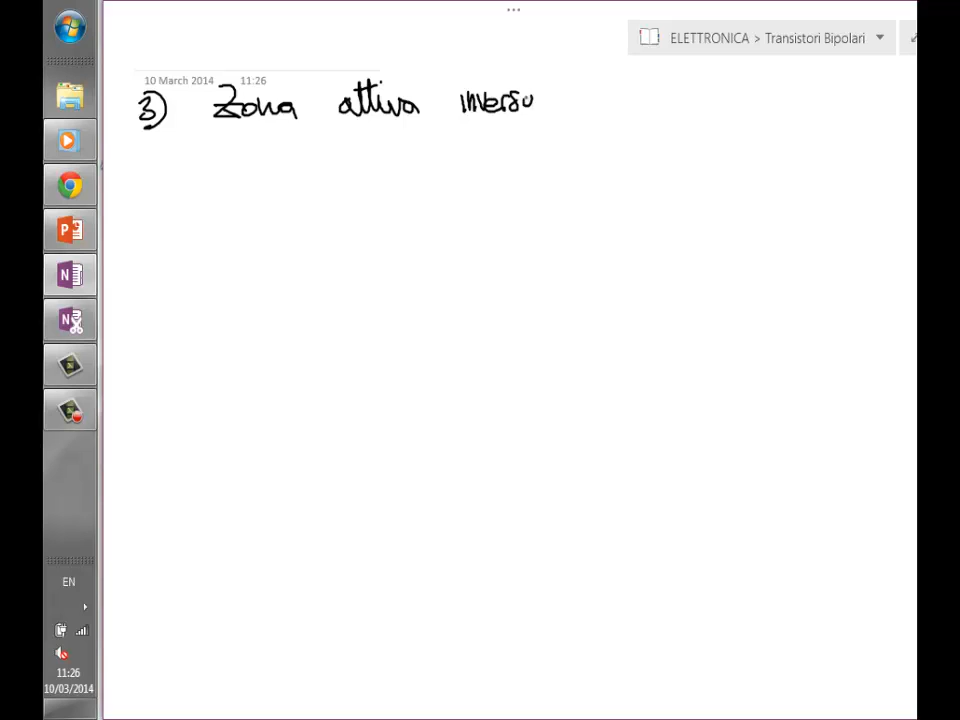 ...
ELETTRONICA > Transistori Bipolari
10 March 2014 11:26
3) Zona attiva inversa
P
N
N
EN
11:26
10/03/2014